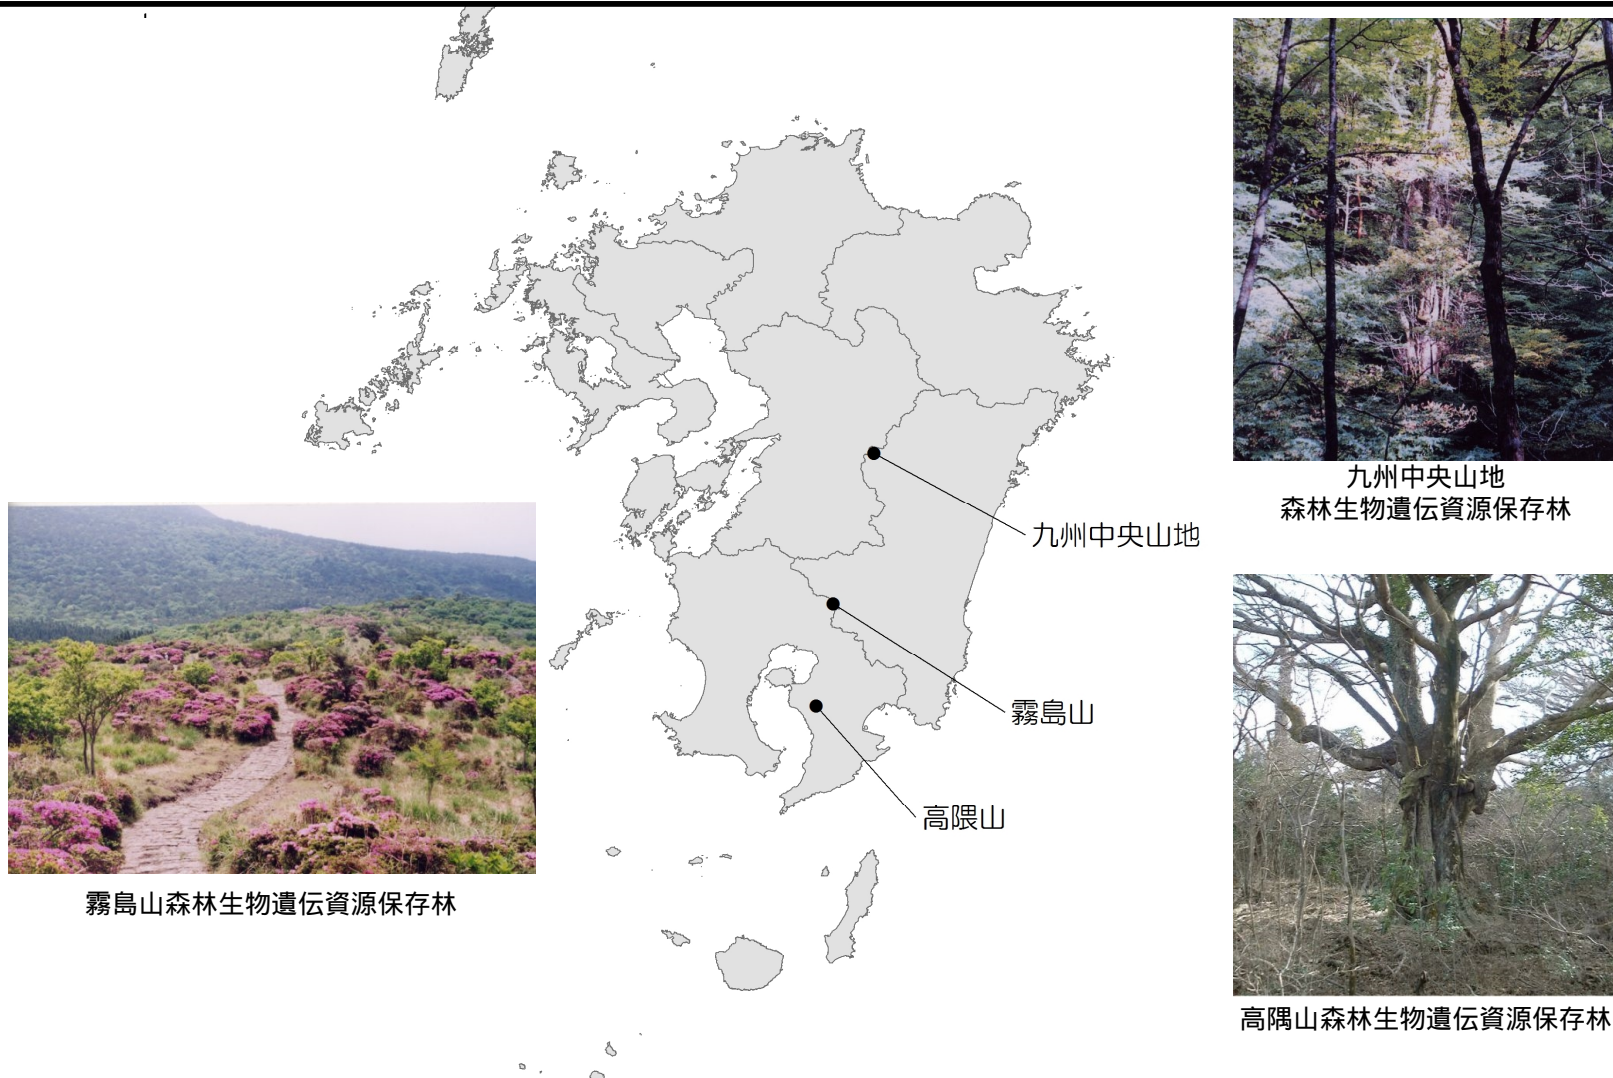 九州中央山地
森林生物遺伝資源保存林
九州中央山地
霧島山
高隈山
霧島山森林生物遺伝資源保存林
高隅山森林生物遺伝資源保存林